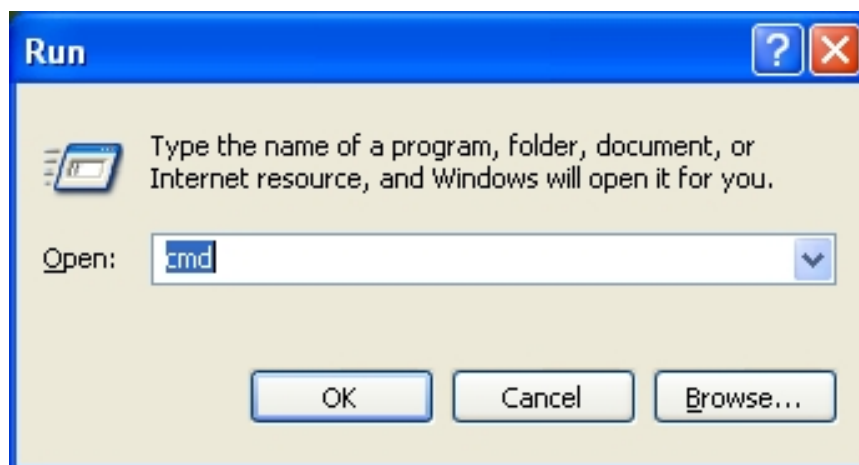 Run
Type the name of a program, folder, document, or
Internet resource, and Windows will open it for you.
Open: cmd
OK Cancel Browse...